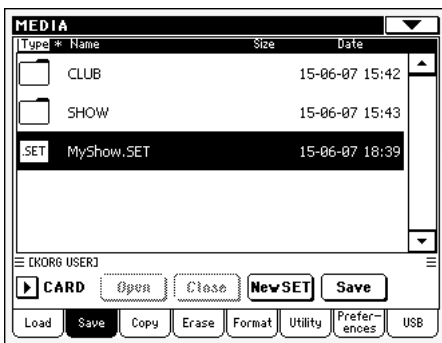 MEDIA
Type * Name Size Date
CLUB 15-06-07 15:42
SHOW 15-06-07 15:43
.SET MyShow.SET 15-06-07 18:39
[KORG USER]
CARD Open Close New SET Save
Load Save Copy Erase Format Utility Prefer-ences USB